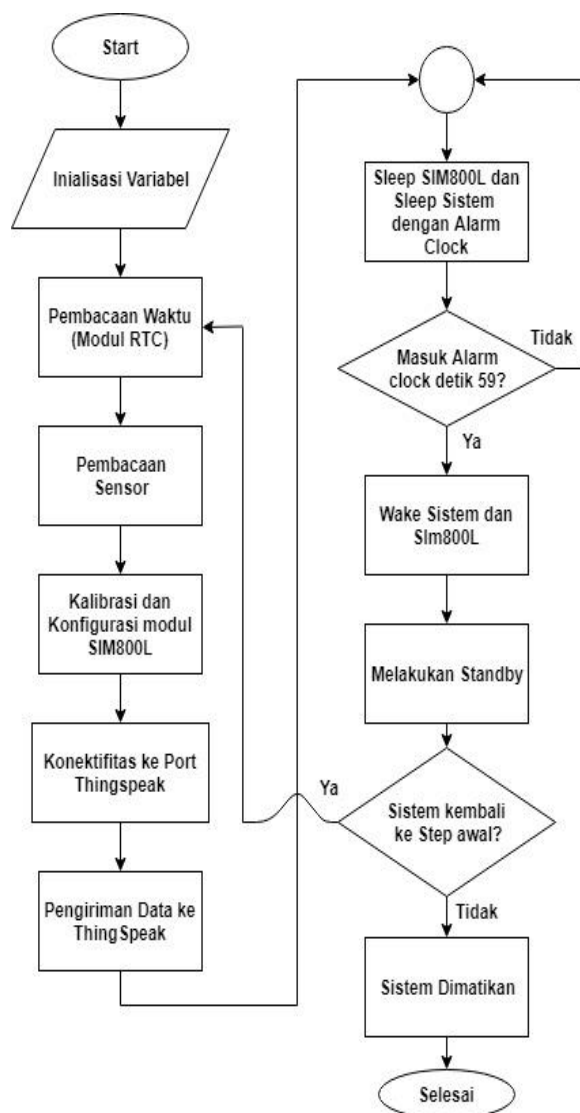 Start
Inialisasi Variabel
Pembacaan Waktu
(Modul RTC)
Pembacaan
Sensor
Kalibrasi dan
Konfigurasi modul
SIM800L
Konektifitas ke Port
Thingspeak
Pengiriman Data ke
ThingSpeak
Sleep SIM800L dan
Sleep Sistem
dengan Alarm
Clock
Masuk Alarm
clock detik 59?
Tidak
Ya
Wake Sistem dan
SIm800L
Melakukan Standby
Sistem kembali
ke Step awal?
Ya
Tidak
Sistem Dimatikan
Selesai